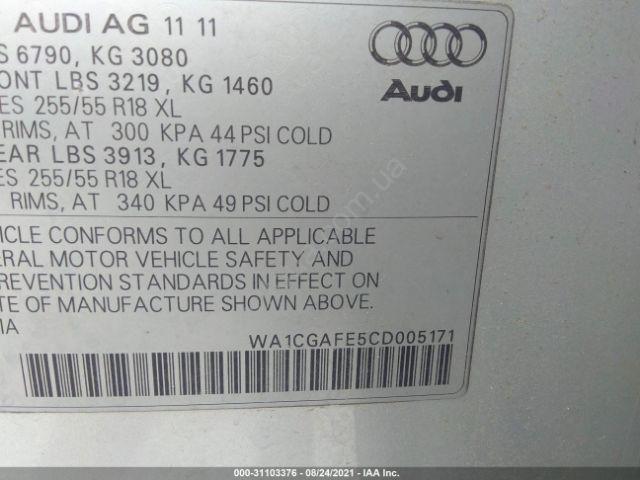 AUDI AG 11 11
S 6790, KG 3080
ONT LBS 3219, KG 1460
ES 255/55 R18 XL
RIMS, AT 300 KPA 44 PSI COLD
EAR LBS 3913, KG 1775
ES 255/55 R18 XL
RIMS, AT 340 KPA 49 PSI COLD
Audi
HICLE CONFORMS TO ALL APPLICABLE
ERAL MOTOR VEHICLE SAFETY AND
REVENTION STANDARDS IN EFFECT ON
TE OF MANUFACTURE SHOWN ABOVE.
IA
WA1CGAFE5CD005171
000-31103376 - 08/24/2021 - IAA Inc.